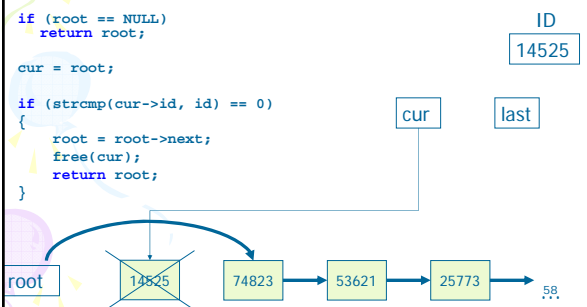 if (root == NULL)
return root;
cur = root;
if (strcmp(cur->id, id) == 0)
{
root = root->next;
free(cur);
return root;
}
ID
14525
cur
last
root
14525
74823
53621
25773
...
58